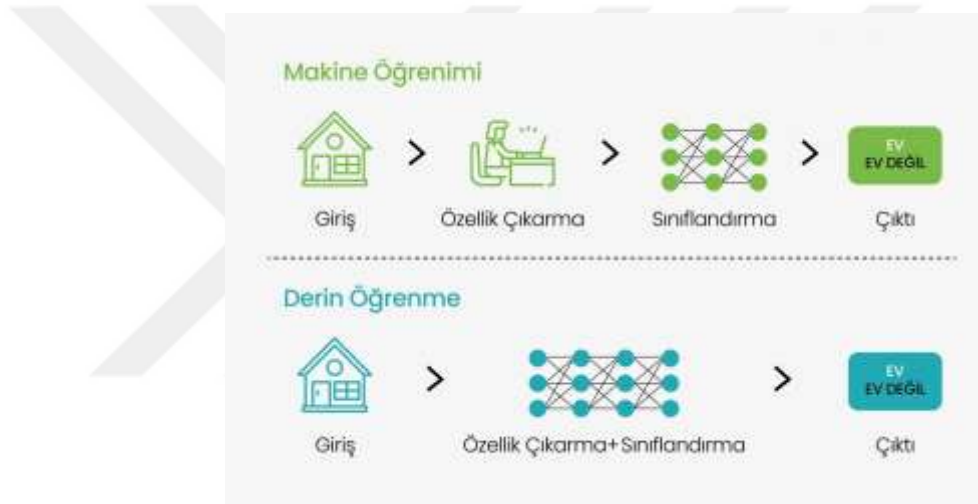 Makine Öğrenimi
EV
EV DEĞİL
Giriş
Özellik Çıkarma
Sınıflandırma
Çıktı
Derin Öğrenme
EV
EV DEĞİL
Giriş
Özellik Çıkarma+Sınıflandırma
Çıktı